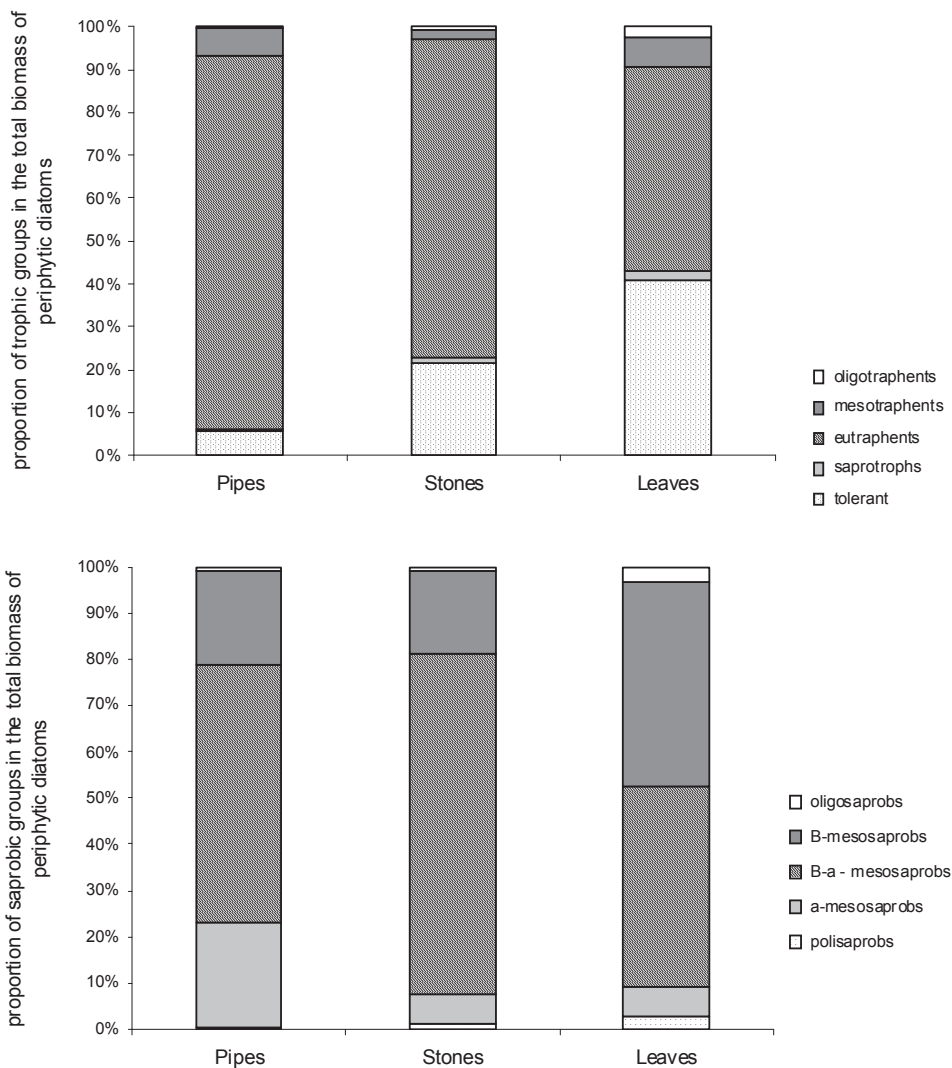 proportion of trophic groups in the total biomass of
periphytic diatoms
100%
90%
80%
70%
60%
50%
40%
30%
20%
10%
0%
Pipes
Stones
Leaves
oligotraphents
mesotraphents
eutraphents
saprotrophs
tolerant
proportion of saprobic groups in the total biomass of
periphytic diatoms
100%
90%
80%
70%
60%
50%
40%
30%
20%
10%
0%
Pipes
Stones
Leaves
oligosaprobs
B-mesosaprobs
B-a - mesosaprobs
a-mesosaprobs
polisaprobs